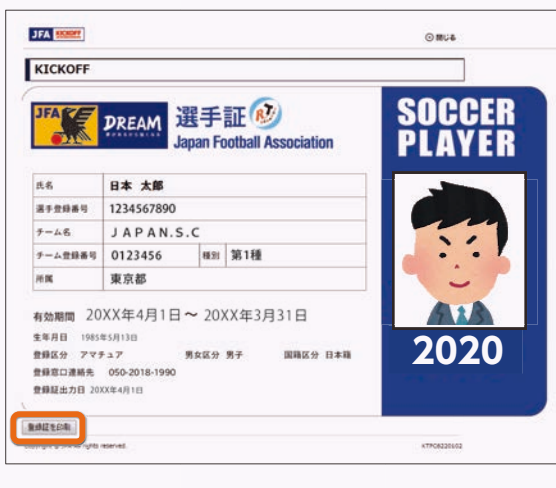 JFA KICKOFF
閉じる
KICKOFF
JFA
DREAM
選手証
Japan Football Association
SOCCER
PLAYER
氏名 日本 太郎
選手登録番号 1234567890
チーム名 ＪＡＰＡＮ.Ｓ.Ｃ
チーム登録番号 0123456 種別 第1種
所属 東京都
有効期間 20XX年4月1日～ 20XX年3月31日
生年月日 1985年5月13日
登録区分 アマチュア 男女区分 男子 国籍区分 日本籍
登録窓口連絡先 050-2018-1990
登録証出力日 20XX年4月1日
2020
登録証を印刷
rights reserved.
KTPC8220102